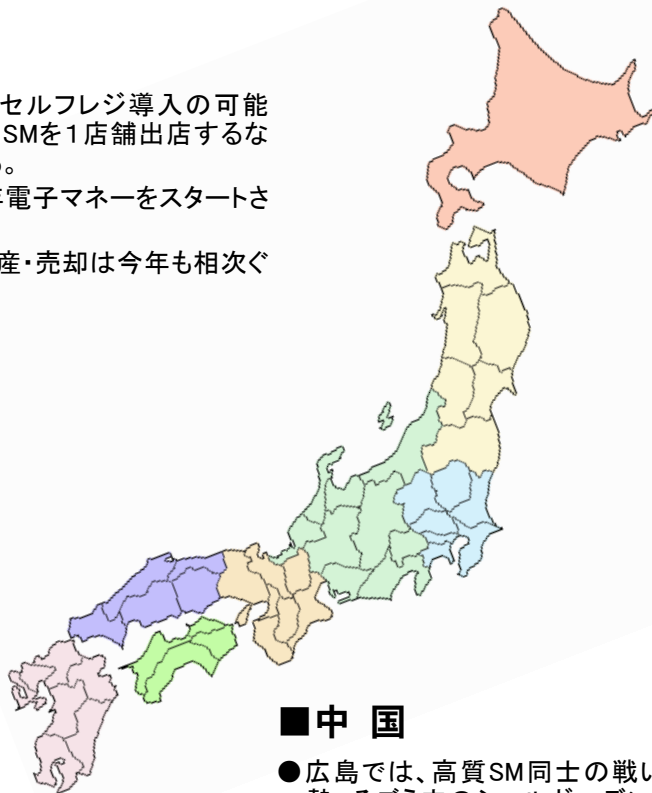 セルフレジ導入の可能
SMを1店舗出店するな
。
電子マネーをスタートさ
産・売却は今年も相次ぐ
■中 国
●広島では、高質SM同士の戦い